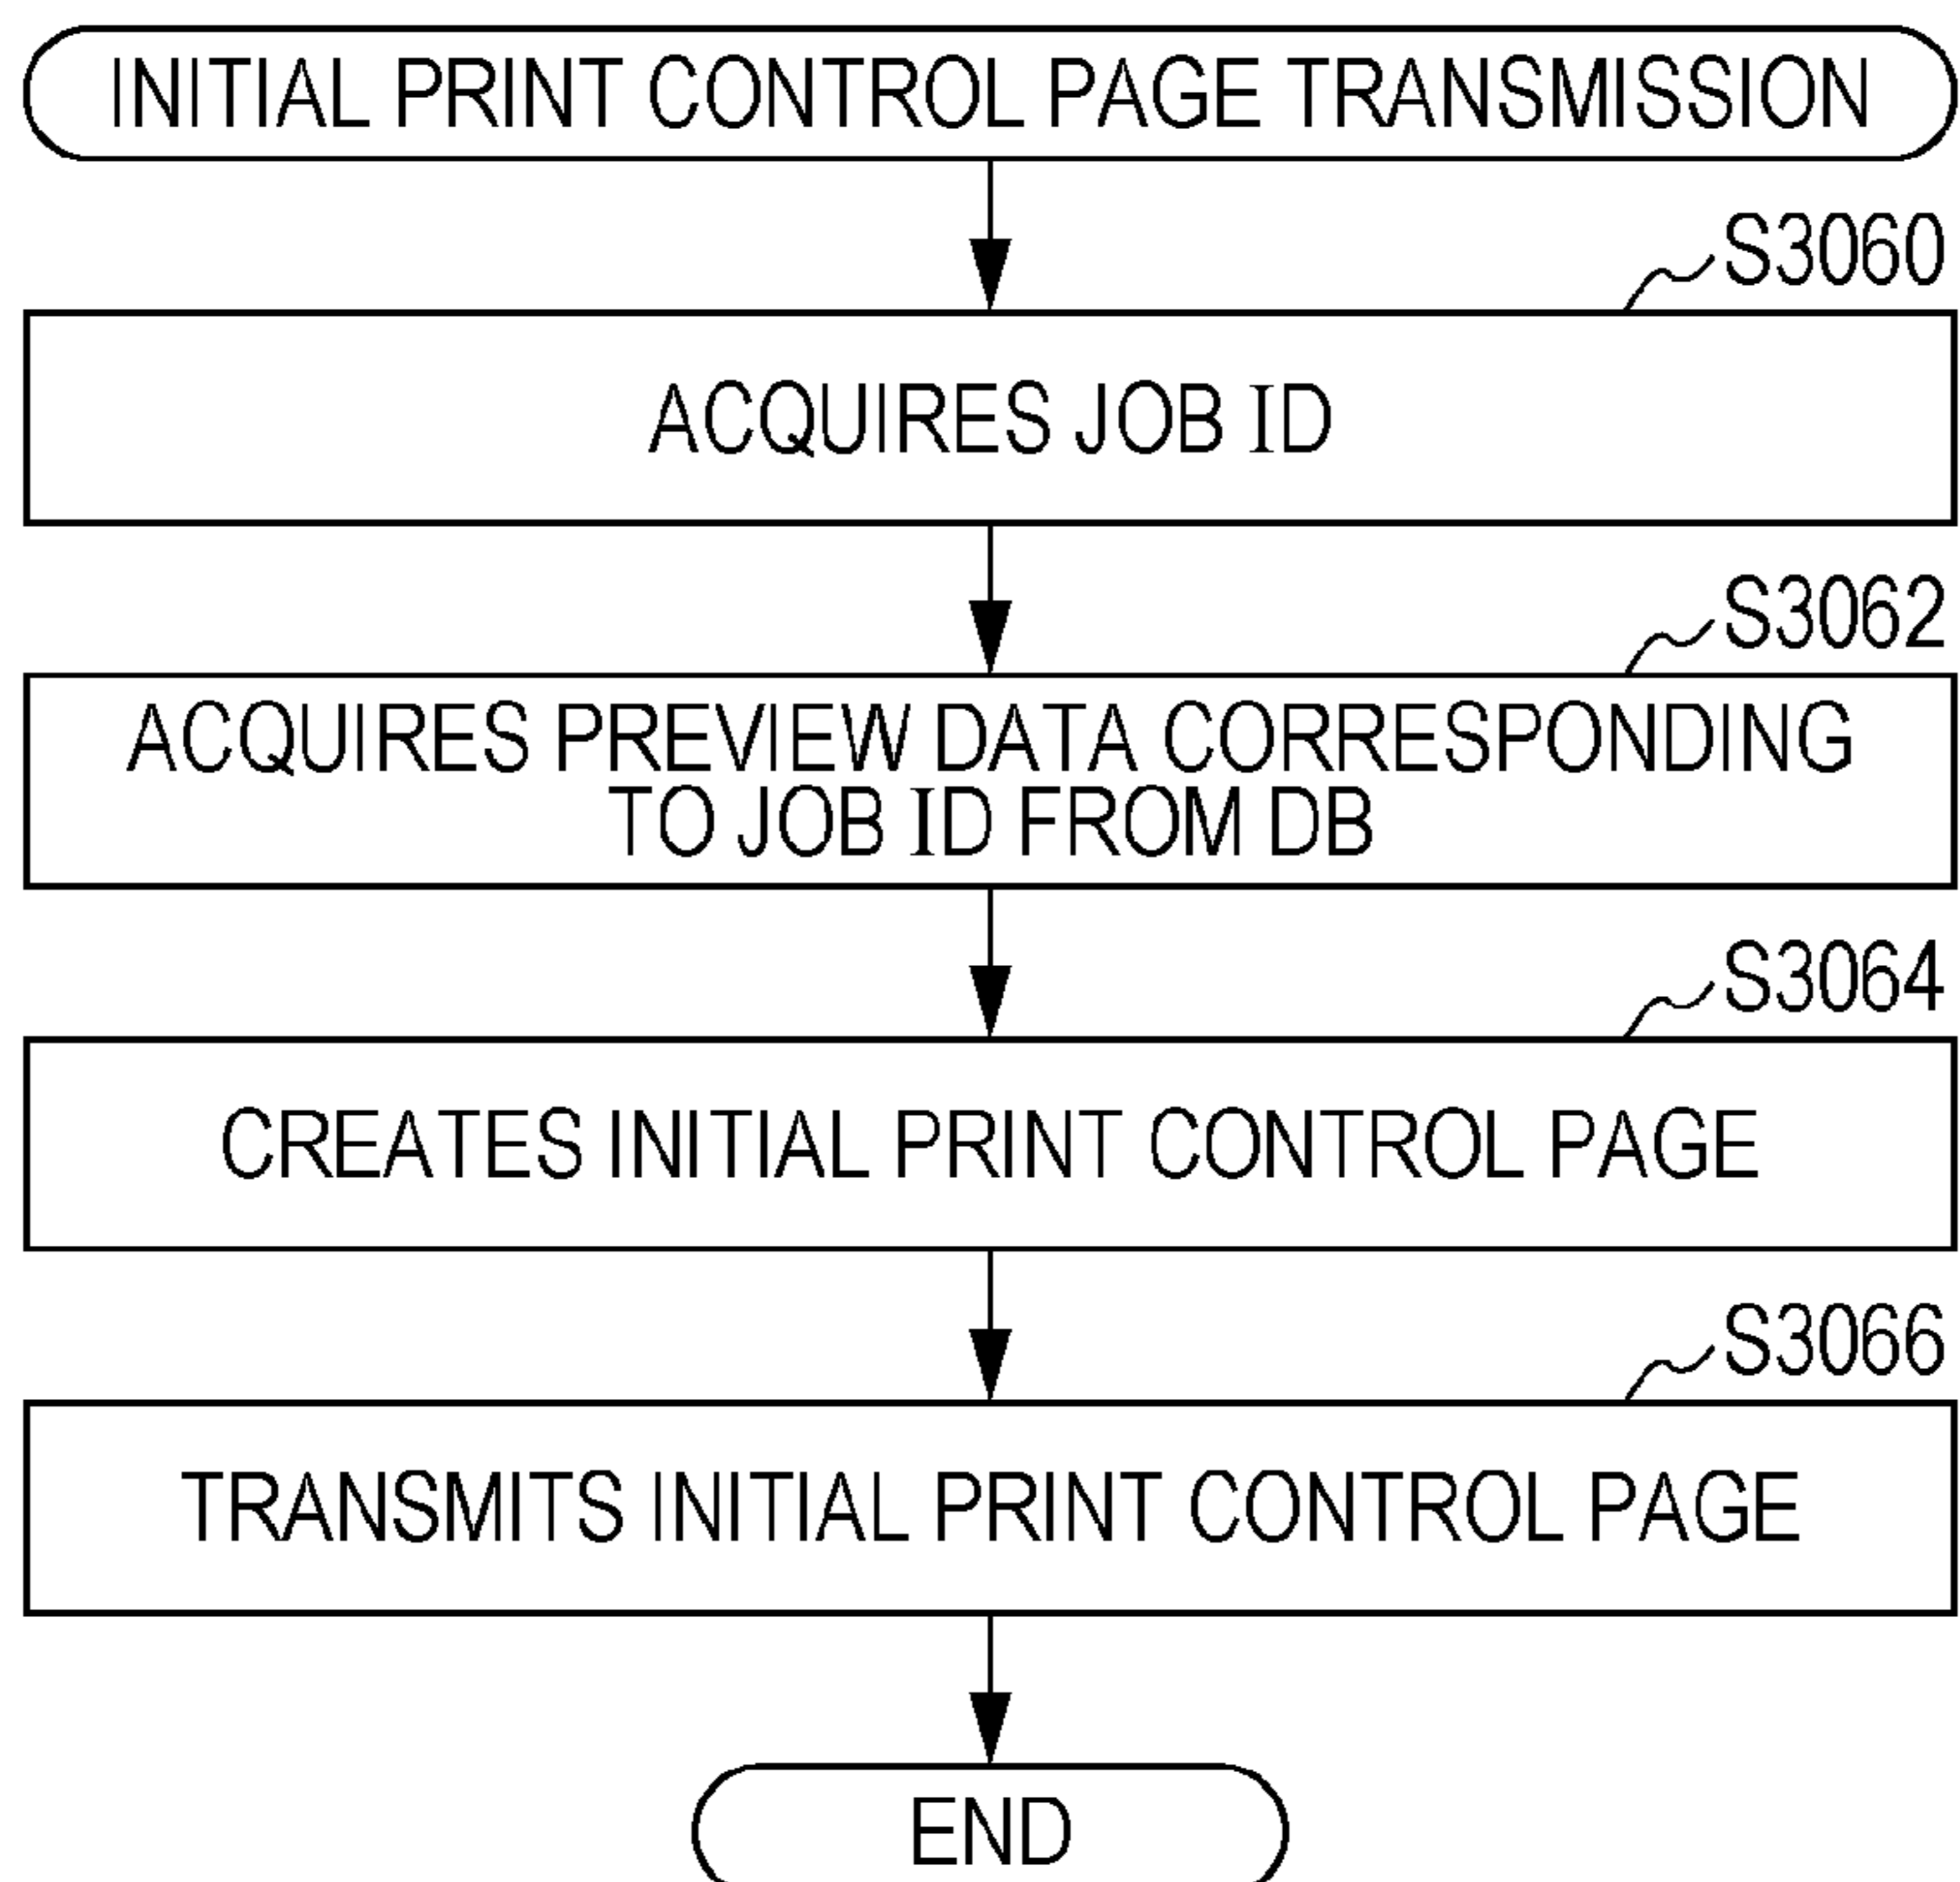 INITIAL PRINT CONTROL PAGE TRANSMISSION
S3060
ACQUIRES JOB ID
S3062
ACQUIRES PREVIEW DATA CORRESPONDING
TO JOB ID FROM DB
S3064
CREATES INITIAL PRINT CONTROL PAGE
S3066
TRANSMITS INITIAL PRINT CONTROL PAGE
END